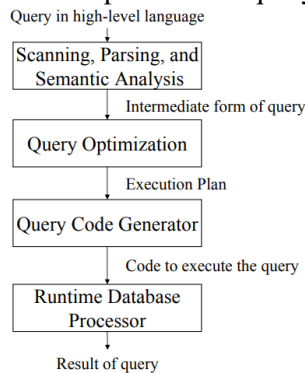 Query in high-level language
Scanning, Parsing, and
Semantic Analysis
Intermediate form of query
Query Optimization
Execution Plan
Query Code Generator
Code to execute the query
Runtime Database
Processor
Result of query